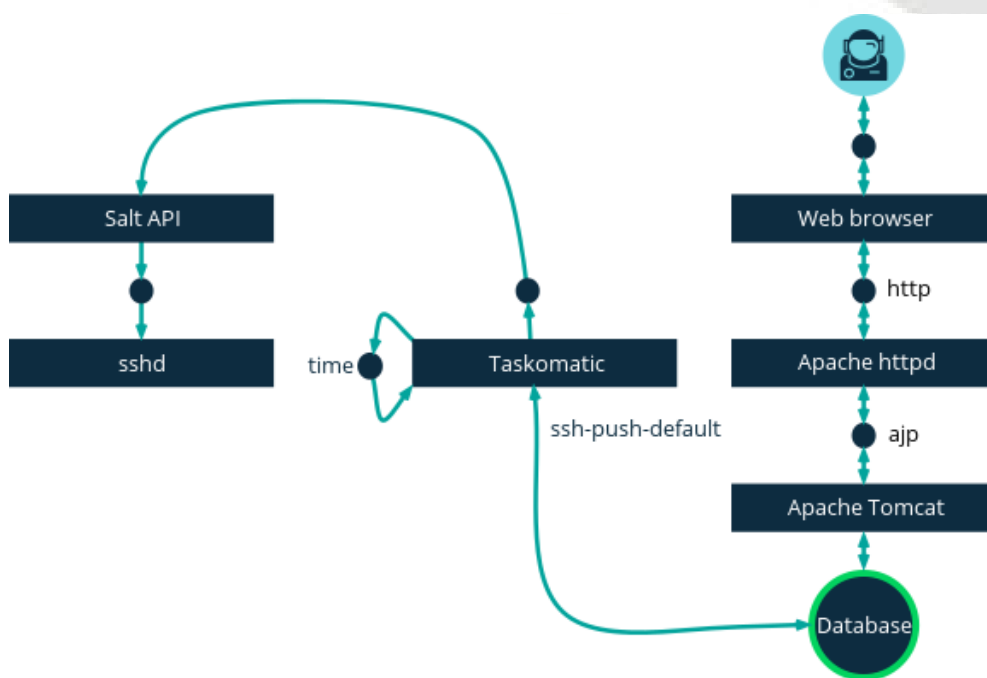 Salt API
Web browser
http
sshd
time
Taskomatic
Apache httpd
ssh-push-default
ajp
Apache Tomcat
Database